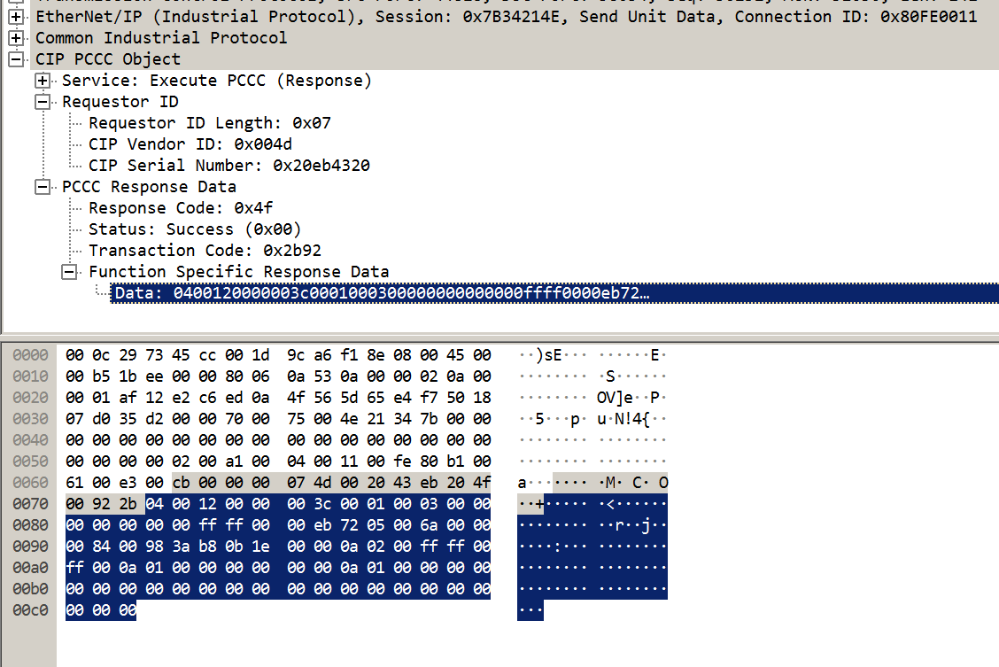 Transmission Control Protocol, Src Port: Dst Port: Seq: Ack: Len:
EtherNet/IP (Industrial Protocol), Session: 0x7B34214E, Send Unit Data, Connection ID: 0x80FE0011
Common Industrial Protocol
CIP PCCC Object
Service: Execute PCCC (Response)
Requestor ID
Requestor ID Length: 0x07
CIP Vendor ID: 0x004d
CIP Serial Number: 0x20eb4320
PCCC Response Data
Response Code: 0x4f
Status: Success (0x00)
Transaction Code: 0x2b92
Function Specific Response Data
Data: 0400120000003c00010003000000000000000ffff0000eb72…
0000 00 0c 29 73 45 cc 00 1d 9c a6 f1 8e 08 00 45 00 ··)sE··· ······E·
0010 00 b5 1b ee 00 00 80 06 0a 53 0a 00 00 02 0a 00 ········ ·S······
0020 00 01 af 12 e2 c6 ed 0a 4f 56 5d 65 e4 f7 50 18 ········ OV]e··P·
0030 07 d0 35 d2 00 00 70 00 75 00 4e 21 34 7b 00 00 ··5···p· u·N!4{··
0040 00 00 00 00 00 00 00 00 00 00 00 00 00 00 00 00 ········ ········
0050 00 00 00 00 02 00 a1 00 04 00 11 00 fe 80 b1 00 ········ ········
0060 61 00 e3 00 cb 00 00 00 07 4d 00 20 43 eb 20 4f a······· ·M· C· O
0070 00 92 2b 04 00 12 00 00 00 3c 00 01 00 03 00 00 ··+····· ·<······
0080 00 00 00 00 00 ff ff 00 00 eb 72 05 00 6a 00 00 ········ ··r··j··
0090 00 84 00 98 3a b8 0b 1e 00 00 0a 02 00 ff ff 00 ····:··· ········
00a0 ff 00 0a 01 00 00 00 00 00 00 0a 01 00 00 00 00 ········ ········
00b0 00 00 00 00 00 00 00 00 00 00 00 00 00 00 00 00 ········ ········
00c0 00 00 00 ···